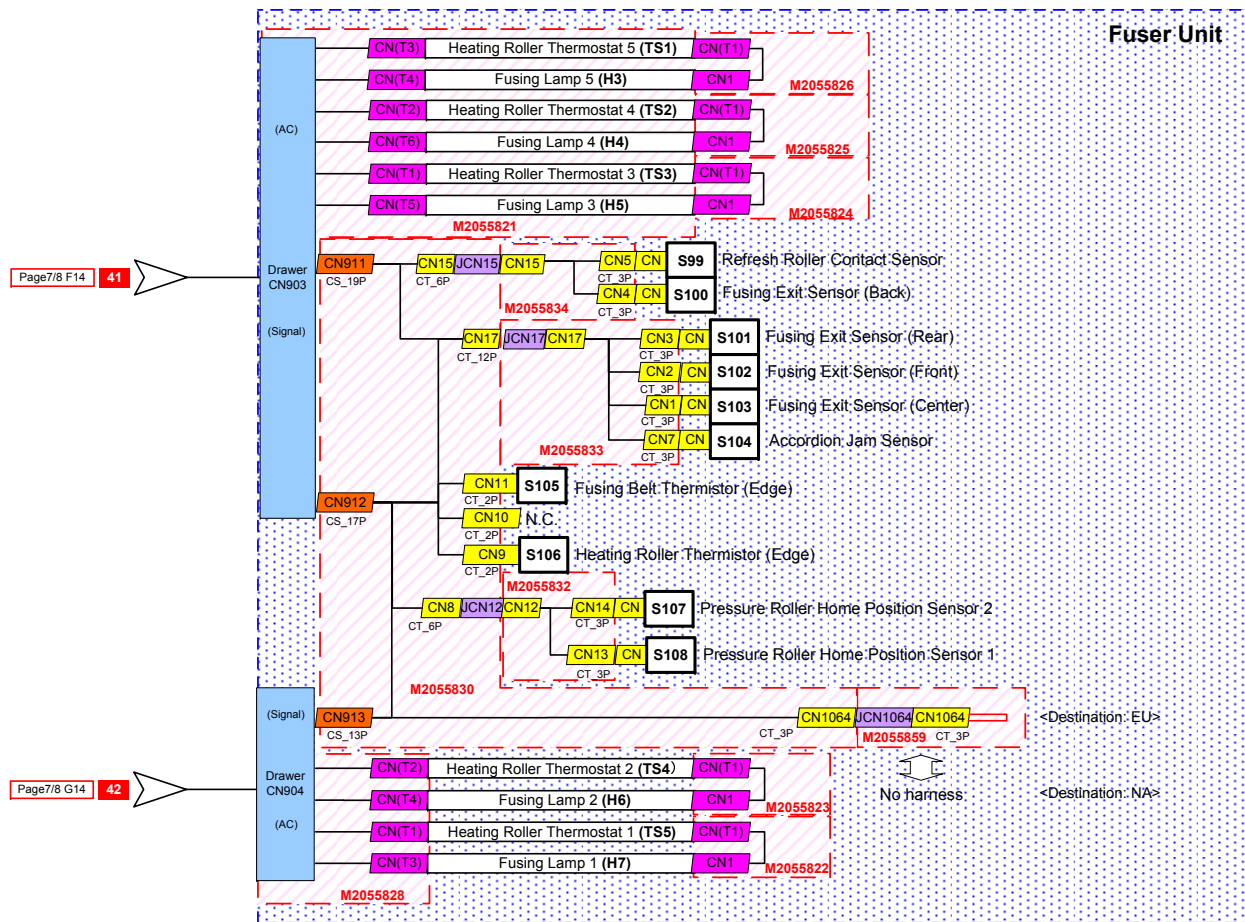 Fuser Unit
CN(T3) Heating Roller Thermostat 5 (TS1) CN(T1)
CN(T4) Fusing Lamp 5 (H3) CN1
M2055826
CN(T2) Heating Roller Thermostat 4 (TS2) CN(T1)
(AC)
CN(T6) Fusing Lamp 4 (H4) CN1
M2055825
CN(T1) Heating Roller Thermostat 3 (TS3) CN(T1)
CN(T5) Fusing Lamp 3 (H5) CN1
M2055824
M2055821
Page7/8 F14 41
Drawer
CN903
(Signal)
CN911
CS_19P
CN15 JCN15 CN15
CT_6P
CN5 CN S99 Refresh Roller Contact Sensor
CT_3P
CN4 CN S100 Fusing Exit Sensor (Back)
CT_3P
M2055834
CN17 JCN17 CN17
CT_12P
CN3 CN S101 Fusing Exit Sensor (Rear)
CT_3P
CN2 CN S102 Fusing Exit Sensor (Front)
CT_3P
CN1 CN S103 Fusing Exit Sensor (Center)
CT_3P
CN7 CN S104 Accordion Jam Sensor
CT_3P
M2055833
CN912
CS_17P
CN11 S105 Fusing Belt Thermistor (Edge)
CT_2P
CN10 N.C.
CT_2P
CN9 S106 Heating Roller Thermistor (Edge)
CT_2P
M2055832
CN8 JCN12 CN12
CT_6P
CN14 CN S107 Pressure Roller Home Position Sensor 2
CT_3P
CN13 CN S108 Pressure Roller Home Position Sensor 1
CT_3P
M2055830
(Signal)
CN913
CS_13P
CN1064 JCN1064 CN1064 <Destination: EU>
CT_3P M2055859 CT_3P
No harness <Destination: NA>
Page7/8 G14 42
Drawer
CN904
(AC)
CN(T2) Heating Roller Thermostat 2 (TS4) CN(T1)
CN(T4) Fusing Lamp 2 (H6) CN1
M2055823
CN(T1) Heating Roller Thermostat 1 (TS5) CN(T1)
CN(T3) Fusing Lamp 1 (H7) CN1
M2055822
M2055828